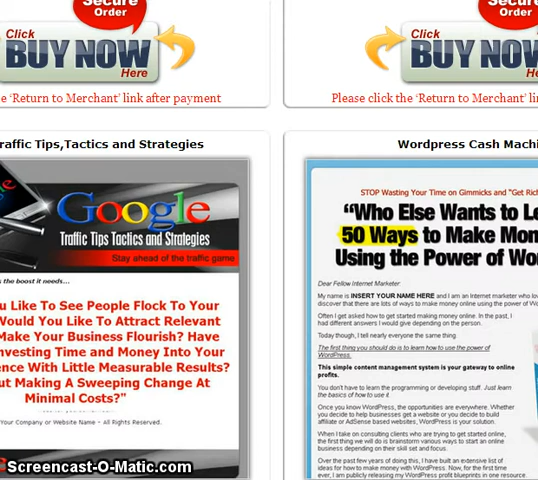 Secure
Order
Click
BUY NOW
Here
'Return to Merchant' link after payment
Secure
Order
Click
BUY NOW
Here
Please click the 'Return to Merchant'
Traffic Tips,Tactics and Strategies
Google
Traffic Tips Tactics and Strategies
Stay ahead of the traffic game
the boost it needs...
Like To See People Flock To Your
Would You Like To Attract Relevant
Make Your Business Flourish? Have
Investing Time and Money Into Your
With Little Measurable Results?
Making A Sweeping Change At
Minimal Costs?"
Your Company or Website Name – All Rights Reserved.
Screencast-O-Matic.com
Wordpress Cash
STOP Wasting Your Time on Gimmicks and "Get
"Who Else Wants to
50 Ways to Make
Using the Power of
Dear Fellow Internet Marketer:
My name is INSERT YOUR NAME HERE and I am an Internet marketer who
discover that there are lots of ways to make money online using the power of
Often I get asked how to get started making money online. In the past, I
had different answers I would give depending on the person.
Today though, I tell nearly everyone the same thing.
The first thing you should do is to learn how to use the power of
WordPress.
This simple content management system is your gateway to online
profits.
You don't have to learn the programming or developing stuff. Just learn
the basics of how to use it.
Once you know WordPress, the opportunities are everywhere. Whether
you decide to help businesses get a website or you decide to build
affiliate or AdSense based websites, WordPress is your solution.
When I take on consulting clients who are trying to get started online,
the first thing we will do is brainstorm various ways to start an online
business depending on their skill set and focus.
Over the past few years of doing this, I have built an extensive list of
ideas for how to make money with WordPress. Now, for the first time
ever, I am publicly releasing my WordPress profit blueprints in one resource.